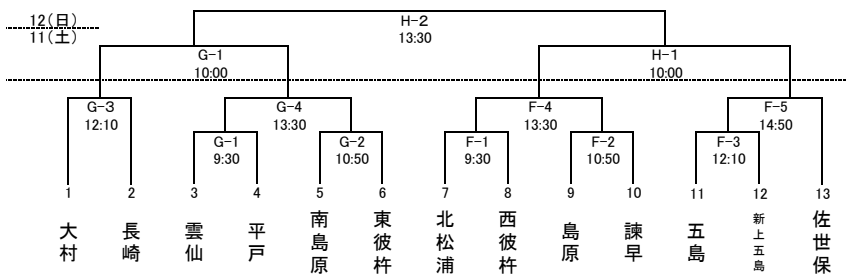 12(日)
H-2
11(土)
13:30
G-1
H-1
10:00
10:00
G-3
G-4
F-4
F-5
12:10
13:30
13:30
14:50
G-1
G-2
F-1
F-2
F-3
9:30
10:50
9:30
10:50
12:10
1 2 3 4 5 6 7 8 9 10 11 12 13
大村
長崎
雲仙
平戸
南島原
東彼杵
北松浦
西彼杵
島原
諫早
五島
新上五島
佐世保